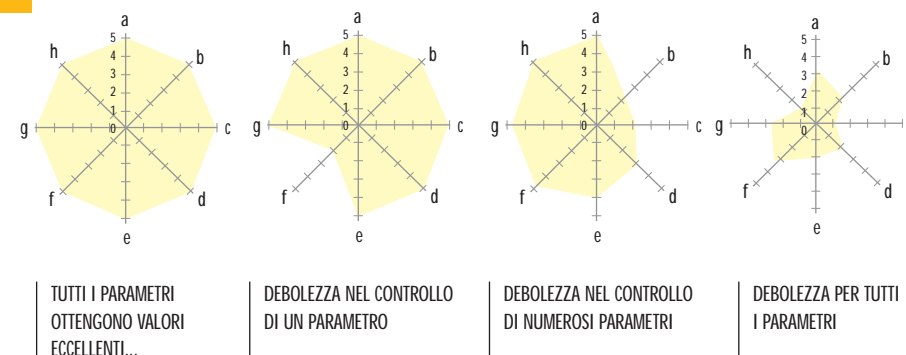 a
5
h
4
b
3
2
1
g
0
c
f
d
e
a
5
h
4
b
3
2
1
g
0
c
f
d
e
a
5
h
4
b
3
2
1
g
0
c
f
d
e
a
5
h
4
b
3
2
1
g
0
f
d
e
TUTTI I PARAMETRI
OTTENGONO VALORI
ECCELLENTI...
DEBOLEZZA NEL CONTROLLO
DI UN PARAMETRO
DEBOLEZZA NEL CONTROLLO
DI NUMEROSI PARAMETRI
DEBOLEZZA PER TUTTI
I PARAMETRI